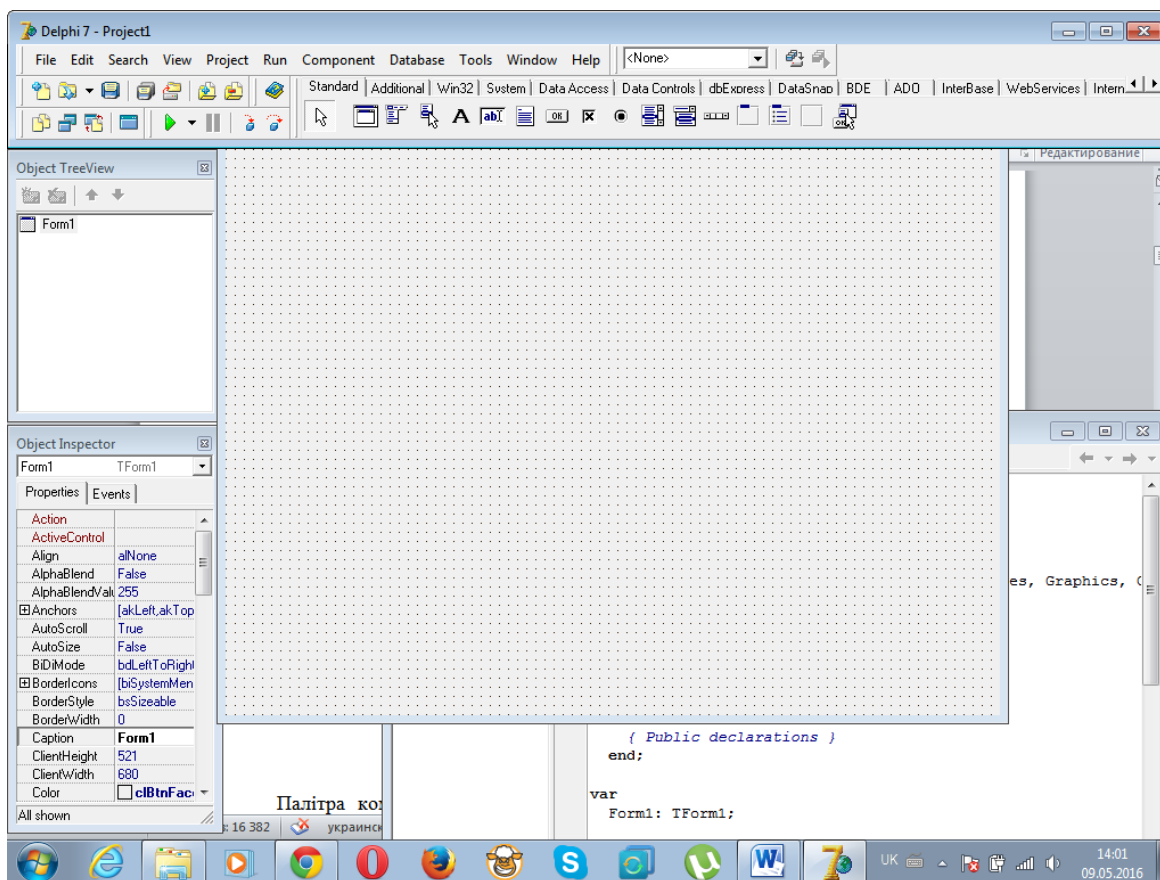 Delphi 7 - Project1
File Edit Search View Project Run Component Database Tools Window Help <None>
Standard Additional Win32 System Data Access Data Controls dbExpress DataSnap BDE ADO InterBase WebServices Intern
A ab OK
Object TreeView
Редактирование
Form1
Object Inspector
Form1 TForm1
Properties Events
Action
ActiveControl
Align alNone
AlphaBlend False
AlphaBlendValu 255
Anchors [akLeft,akTop
AutoScroll True
AutoSize False
BiDiMode bdLeftToRight
BorderIcons [biSystemMen
BorderStyle bsSizeable
BorderWidth 0
Caption Form1
ClientHeight 521
ClientWidth 680
Color clBtnFac
All shown
es, Graphics,
{ Public declarations }
end;
var
Form1: TForm1;
Палітра ко
: 16 382 украинск
UK 14:01
09.05.2016